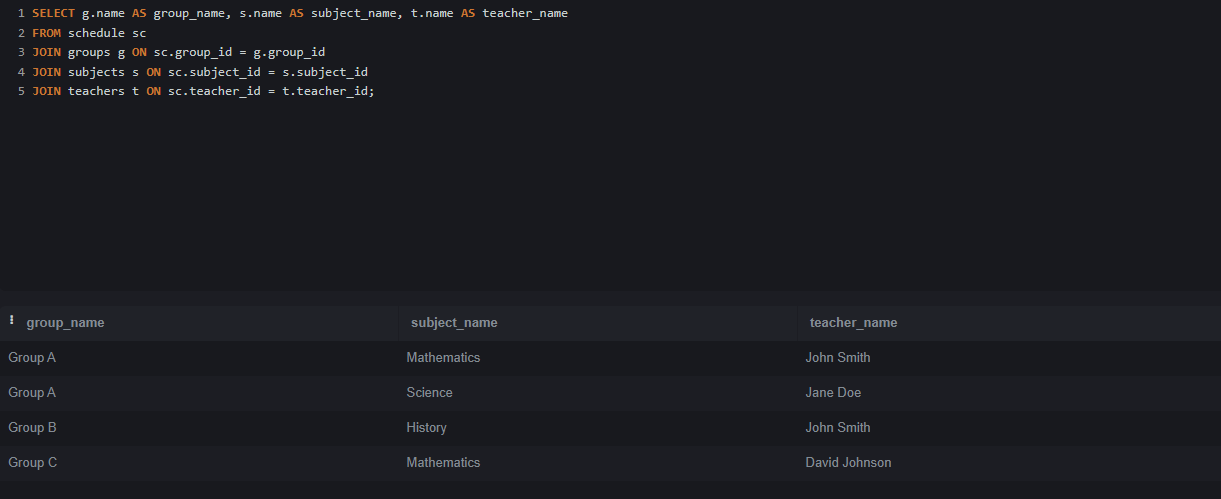 1 SELECT g.name AS group_name, s.name AS subject_name, t.name AS teacher_name
2 FROM schedule sc
3 JOIN groups g ON sc.group_id = g.group_id
4 JOIN subjects s ON sc.subject_id = s.subject_id
5 JOIN teachers t ON sc.teacher_id = t.teacher_id;
group_name subject_name teacher_name
Group A Mathematics John Smith
Group A Science Jane Doe
Group B History John Smith
Group C Mathematics David Johnson